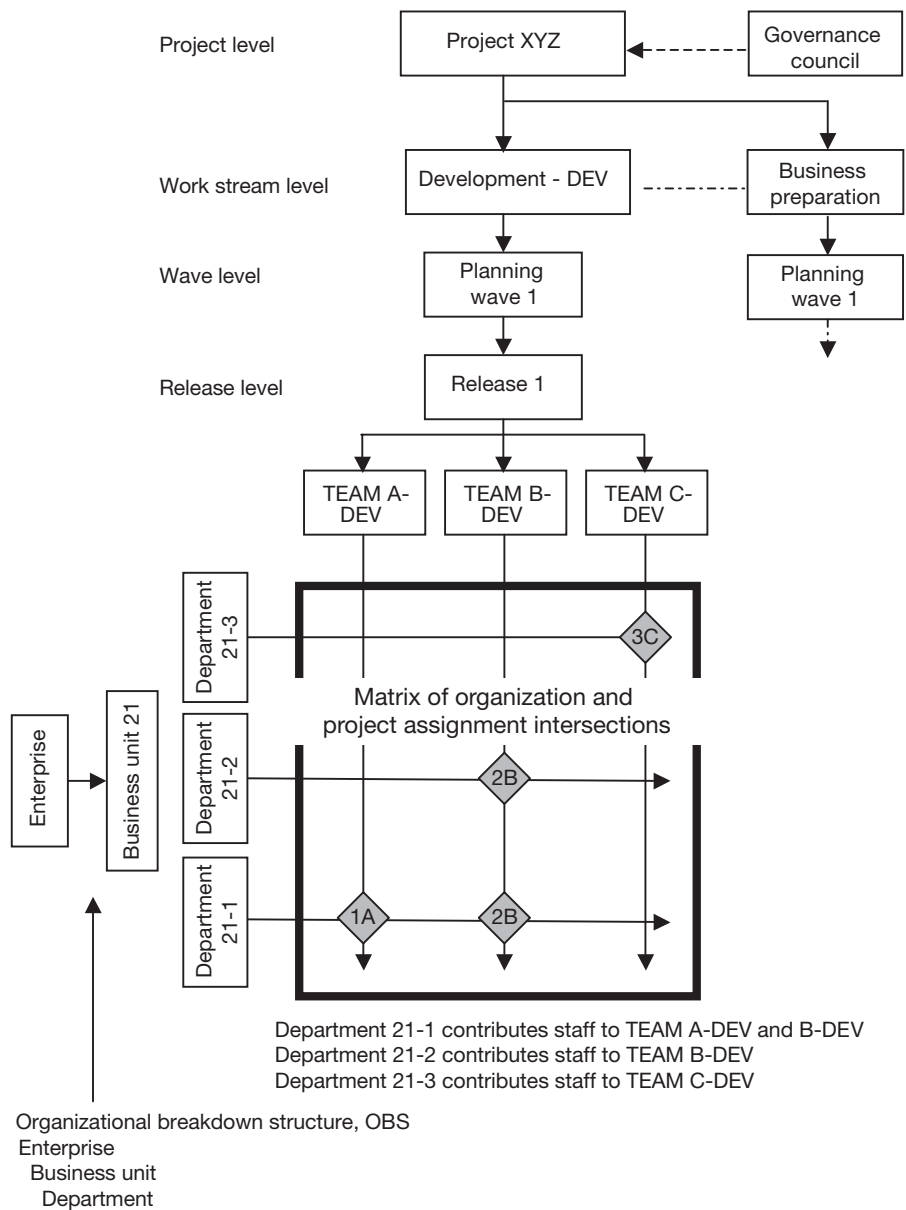 Project level
Project XYZ
Governance
council
Work stream level
Development - DEV
Business
preparation
Wave level
Planning
wave 1
Planning
wave 1
Release level
Release 1
TEAM A-
DEV
TEAM B-
DEV
TEAM C-
DEV
Department
21-3
3C
Matrix of organization and
project assignment intersections
Enterprise
Business unit 21
Department
21-2
2B
Department
21-1
1A
2B
Department 21-1 contributes staff to TEAM A-DEV and B-DEV
Department 21-2 contributes staff to TEAM B-DEV
Department 21-3 contributes staff to TEAM C-DEV
Organizational breakdown structure, OBS
Enterprise
Business unit
Department